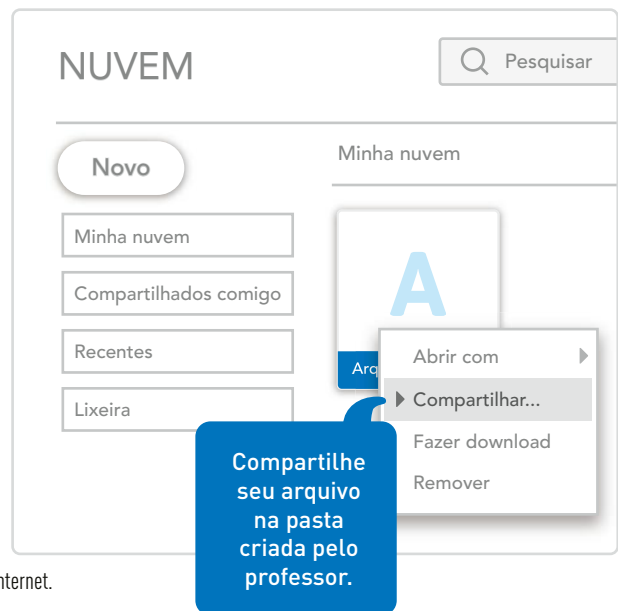 NUVEM
Pesquisar
Novo
Minha nuvem
Compartilhados comigo
Recentes
Lixeira
Minha nuvem
A
Abrir com
Compartilhar...
Fazer download
Remover
Compartilhe
seu arquivo
na pasta
criada pelo
professor.